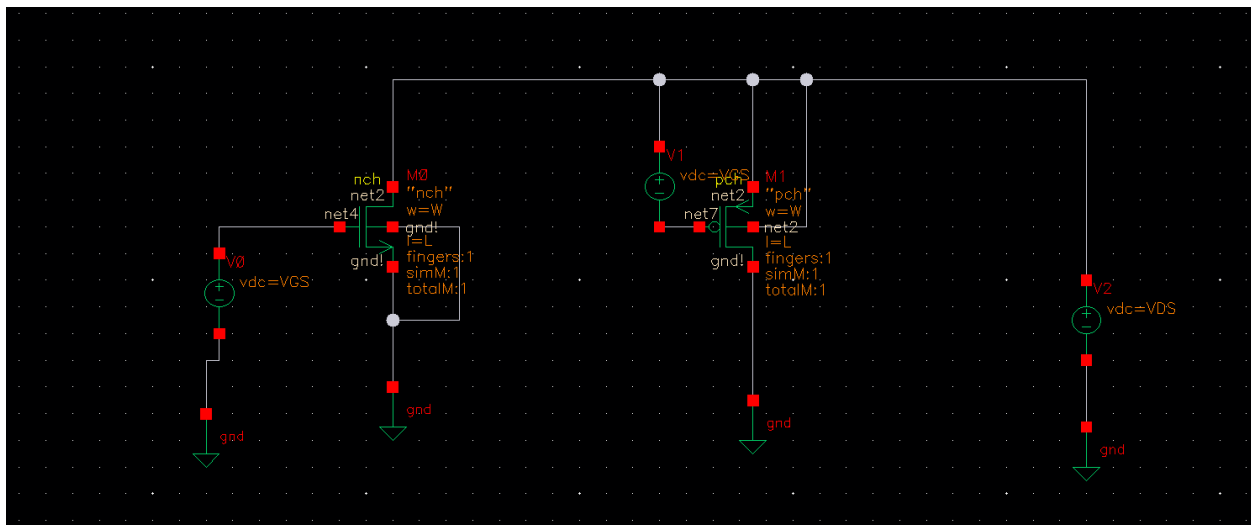 V1
nch
M0
vdc=VGS
pch
M1
net2
"nch"
net2
"pch"
net4
w=W
net7
w=W
gnd!
net2
l=L
l=L
gnd!
fingers:1
gnd!
fingers:1
V0
simM:1
simM:1
vdc=VGS
totalM:1
totalM:1
V2
vdc=VDS
gnd
gnd
gnd
gnd